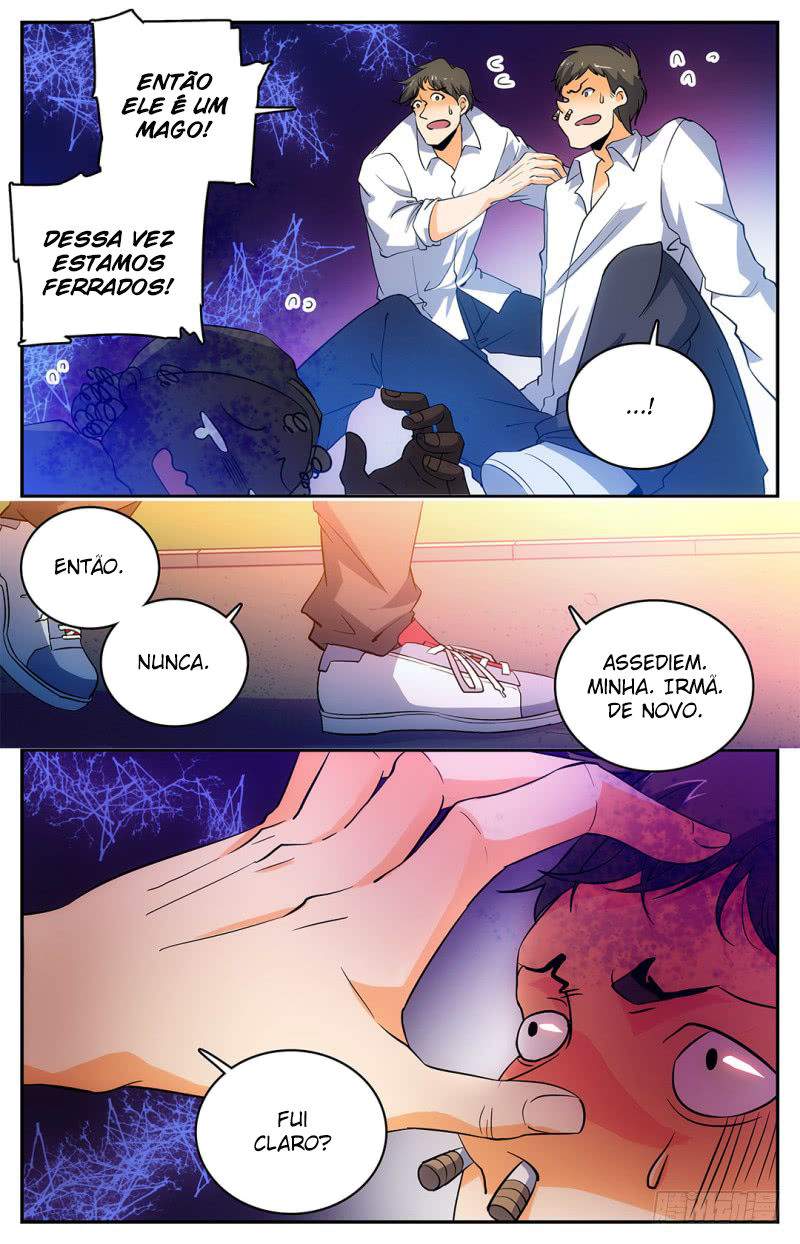 ENTÃO
ELE É UM
MAGO!
DESSA VEZ
ESTAMOS
FERRADOS!
...!
ENTÃO.
NUNCA.
ASSEDIEM.
MINHA. IRMÃ.
DE NOVO.
FUI
CLARO?